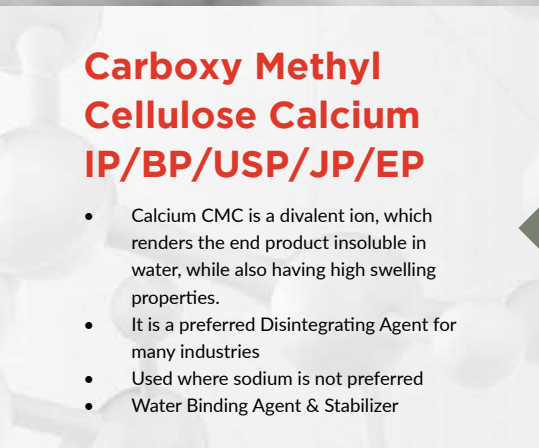 Carboxy Methyl
Cellulose Calcium
IP/BP/USP/JP/EP
• Calcium CMC is a divalent ion, which
renders the end product insoluble in
water, while also having high swelling
properties.
• It is a preferred Disintegrating Agent for
many industries
• Used where sodium is not preferred
• Water Binding Agent & Stabilizer